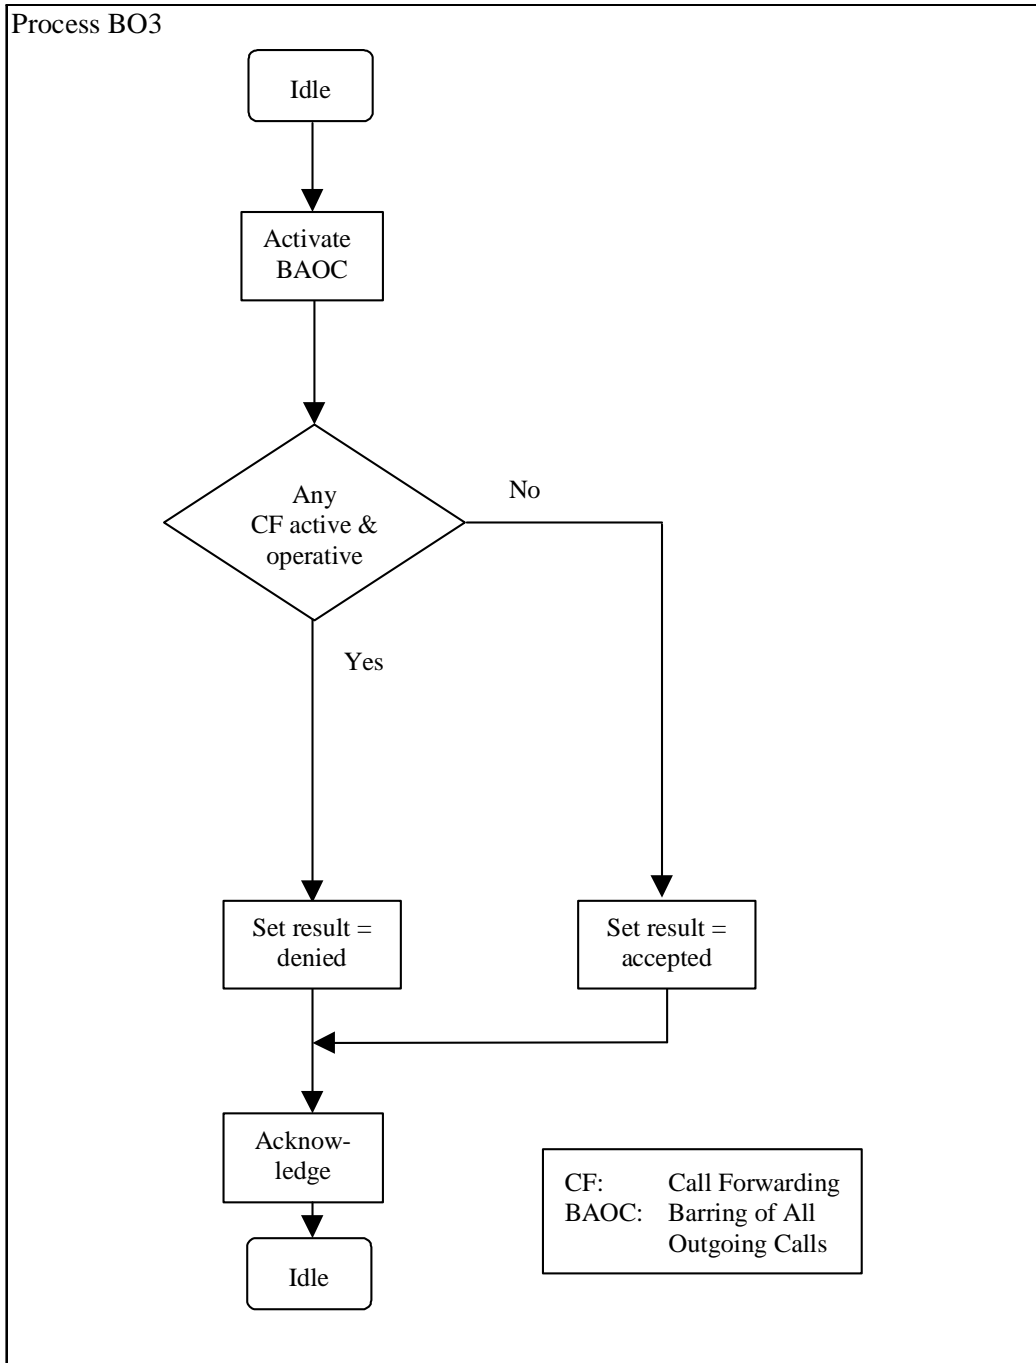 Process BO3
Idle
Activate
BAOC
Any
CF active &
operative
No
Yes
Set result =
denied
Set result =
accepted
Acknow-
ledge
CF: Call Forwarding
BAOC: Barring of All
Outgoing Calls
Idle